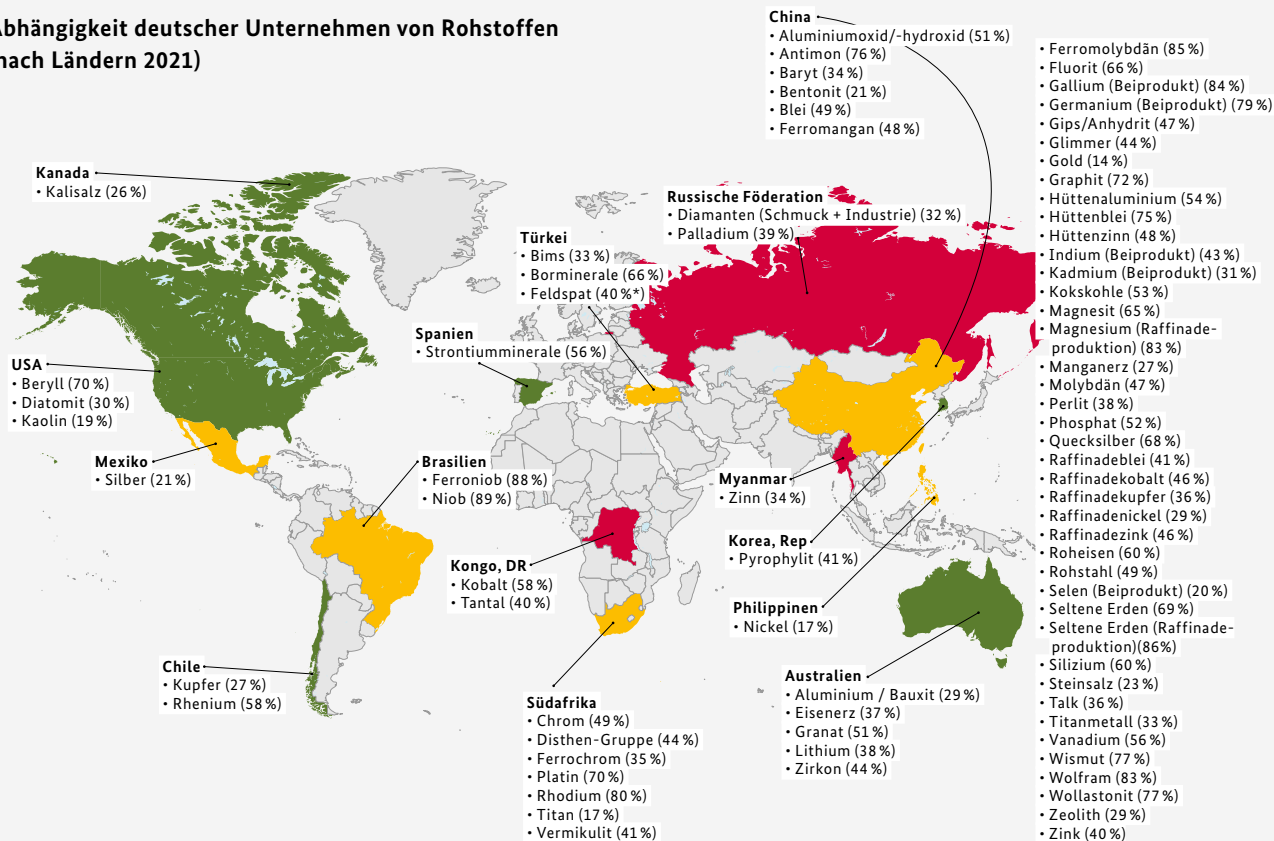 Abhängigkeit deutscher Unternehmen von Rohstoffen
nach Ländern 2021)
China
• Aluminiumoxid/-hydroxid (51 %)
• Antimon (76 %)
• Baryt (34 %)
• Bentonit (21 %)
• Blei (49 %)
• Ferromangan (48 %)
• Ferromolybdän (85 %)
• Fluorit (66 %)
• Gallium (Beiprodukt) (84 %)
• Germanium (Beiprodukt) (79 %)
• Gips/Anhydrit (47 %)
• Glimmer (44 %)
• Gold (14 %)
• Graphit (72 %)
• Hüttenaluminium (54 %)
• Hüttenblei (75 %)
• Hüttenzinn (48 %)
• Indium (Beiprodukt) (43 %)
• Kadmium (Beiprodukt) (31 %)
• Kokskohle (53 %)
• Magnesit (65 %)
• Magnesium (Raffinade-
produktion) (83 %)
• Manganerz (27 %)
• Molybdän (47 %)
• Perlit (38 %)
• Phosphat (52 %)
• Quecksilber (68 %)
• Raffinadeblei (41 %)
• Raffinadekobalt (46 %)
• Raffinadekupfer (36 %)
• Raffinadenickel (29 %)
• Raffinadezink (46 %)
• Roheisen (60 %)
• Rohstahl (49 %)
• Selen (Beiprodukt) (20 %)
• Seltene Erden (69 %)
• Seltene Erden (Raffinade-
produktion)(86%)
• Silizium (60 %)
• Steinsalz (23 %)
• Talk (36 %)
• Titanmetall (33 %)
• Vanadium (56 %)
• Wismut (77 %)
• Wolfram (83 %)
• Wollastonit (77 %)
• Zeolith (29 %)
• Zink (40 %)
Kanada
• Kalisalz (26 %)
Russische Föderation
• Diamanten (Schmuck + Industrie) (32 %)
• Palladium (39 %)
Türkei
• Bims (33 %)
• Borminerale (66 %)
• Feldspat (40 %*)
Spanien
• Strontiumminerale (56 %)
USA
• Beryll (70 %)
• Diatomit (30 %)
• Kaolin (19 %)
Mexiko
• Silber (21 %)
Brasilien
• Ferroniob (88 %)
• Niob (89 %)
Myanmar
• Zinn (34 %)
Korea, Rep
• Pyrophylit (41 %)
Kongo, DR
• Kobalt (58 %)
• Tantal (40 %)
Philippinen
• Nickel (17 %)
Chile
• Kupfer (27 %)
• Rhenium (58 %)
Südafrika
• Chrom (49 %)
• Disthen-Gruppe (44 %)
• Ferrochrom (35 %)
• Platin (70 %)
• Rhodium (80 %)
• Titan (17 %)
• Vermikulit (41 %)
Australien
• Aluminium / Bauxit (29 %)
• Eisenerz (37 %)
• Granat (51 %)
• Lithium (38 %)
• Zirkon (44 %)